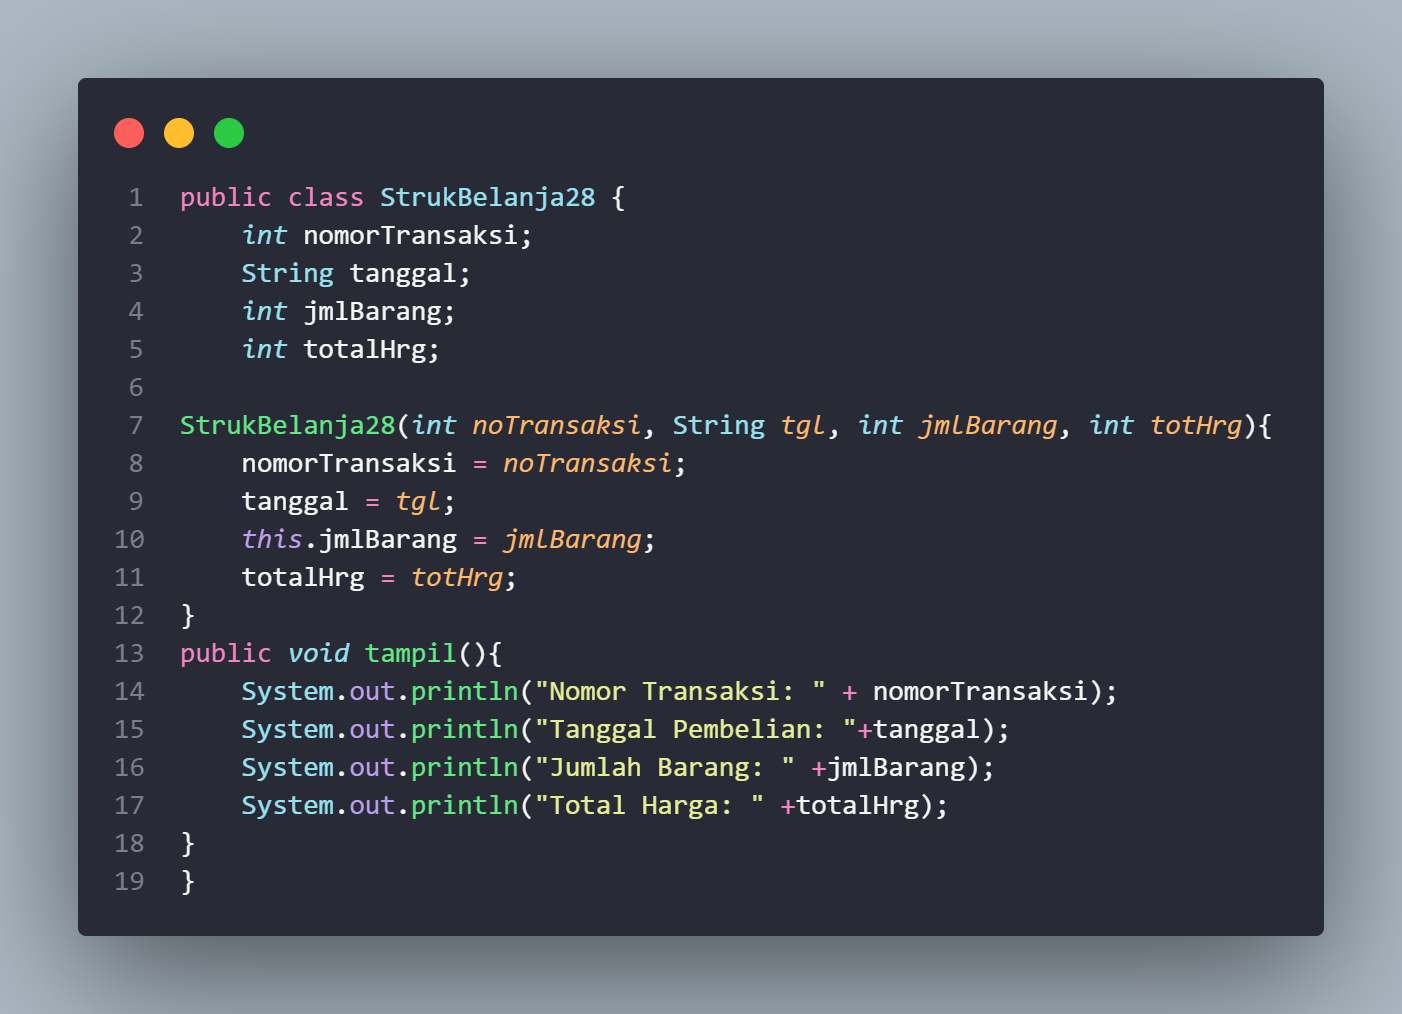 1 public class StrukBelanja28 {
2     int nomorTransaksi;
3     String tanggal;
4     int jmlBarang;
5     int totalHrg;
6
7 StrukBelanja28(int noTransaksi, String tgl, int jmlBarang, int totHrg){
8     nomorTransaksi = noTransaksi;
9     tanggal = tgl;
10     this.jmlBarang = jmlBarang;
11     totalHrg = totHrg;
12 }
13 public void tampil(){
14     System.out.println("Nomor Transaksi: " + nomorTransaksi);
15     System.out.println("Tanggal Pembelian: "+tanggal);
16     System.out.println("Jumlah Barang: " +jmlBarang);
17     System.out.println("Total Harga: " +totalHrg);
18 }
19 }